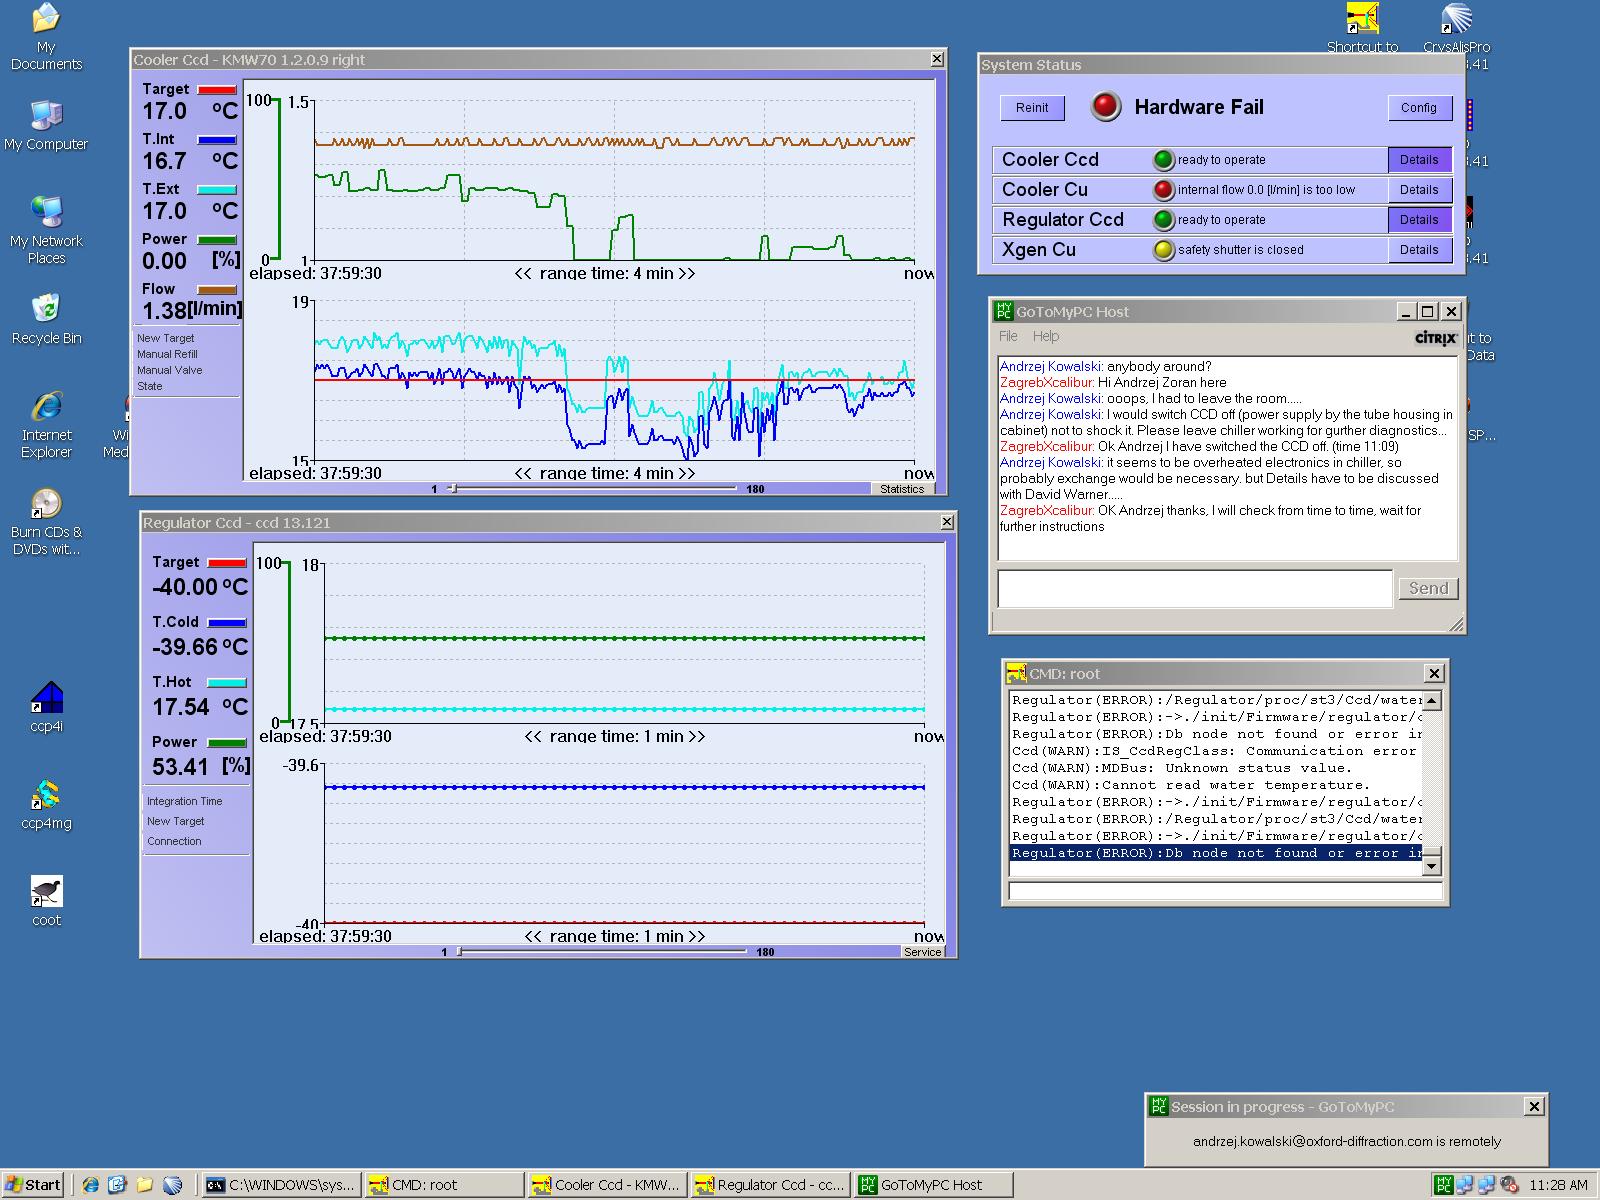 My
Documents
My Computer
My Network
Places
Recycle Bin
Internet
Explorer
Burn CDs &
DVDs wit...
ccp4i
ccp4mg
coot
Wi
Med
Shortcut to
CrysAlisPro
.41
.41
.41
t to
Data
SP...
Cooler Ccd - KMW70 1.2.0.9 right
Target
17.0 ºC
T.Int
16.7 ºC
T.Ext
17.0 ºC
Power
0.00 [%]
Flow
1.38[l/min]
New Target
Manual Refill
Manual Valve
State
100 1.5
0 1
elapsed: 37:59:30 << range time: 4 min >> now
19
15
elapsed: 37:59:30 << range time: 4 min >> now
1 180 Statistics
Regulator Ccd - ccd 13.121
Target
-40.00 ºC
T.Cold
-39.66 ºC
T.Hot
17.54 ºC
Power
53.41 [%]
Integration Time
New Target
Connection
100 18
0 17.5
elapsed: 37:59:30 << range time: 1 min >> now
-39.6
-40
elapsed: 37:59:30 << range time: 1 min >> now
1 180 Service
System Status
Reinit Hardware Fail Config
Cooler Ccd ready to operate Details
Cooler Cu internal flow 0.0 [l/min] is too low Details
Regulator Ccd ready to operate Details
Xgen Cu safety shutter is closed Details
MY PC GoToMyPC Host
File Help CITRIX
Andrzej Kowalski: anybody around?
ZagrebXcalibur: Hi Andrzej Zoran here
Andrzej Kowalski: ooops, I had to leave the room.....
Andrzej Kowalski: I would switch CCD off (power supply by the tube housing in
cabinet) not to shock it. Please leave chiller working for gurther diagnostics...
ZagrebXcalibur: Ok Andrzej I have switched the CCD off. (time 11:09)
Andrzej Kowalski: it seems to be overheated electronics in chiller, so
probably exchange would be necessary. but Details have to be discussed
with David Warner.....
ZagrebXcalibur: OK Andrzej thanks, I will check from time to time, wait for
further instructions
Send
CMD: root
Regulator(ERROR):/Regulator/proc/st3/Ccd/water
Regulator(ERROR):->./init/Firmware/regulator/c
Regulator(ERROR):Db node not found or error in
Ccd(WARN):IS_CcdRegClass: Communication error
Ccd(WARN):MDBus: Unknown status value.
Ccd(WARN):Cannot read water temperature.
Regulator(ERROR):->./init/Firmware/regulator/c
Regulator(ERROR):/Regulator/proc/st3/Ccd/water
Regulator(ERROR):->./init/Firmware/regulator/c
Regulator(ERROR):Db node not found or error in
MY PC Session in progress - GoToMyPC
andrzej.kowalski@oxford-diffraction.com is remotely
Start C:\WINDOWS\sys... CMD: root Cooler Ccd - KMW... Regulator Ccd - cc... MY PC GoToMyPC Host MY PC 11:28 AM